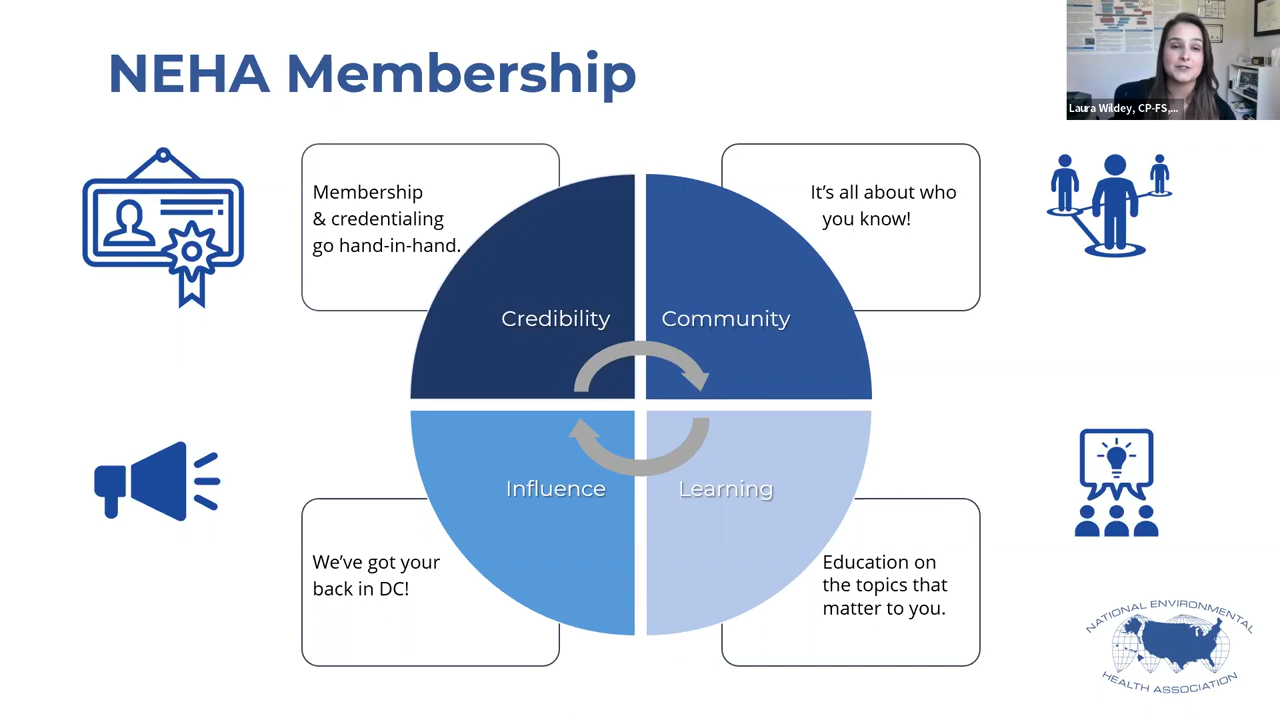 NEHA Membership
Laura Wildey, CP-FS,...
Membership
& credentialing
go hand-in-hand.
It's all about who
you know!
Credibility
Community
Influence
Learning
We've got your
back in DC!
Education on
the topics that
matter to you.
NATIONAL ENVIRONMENTAL
HEALTH ASSOCIATION